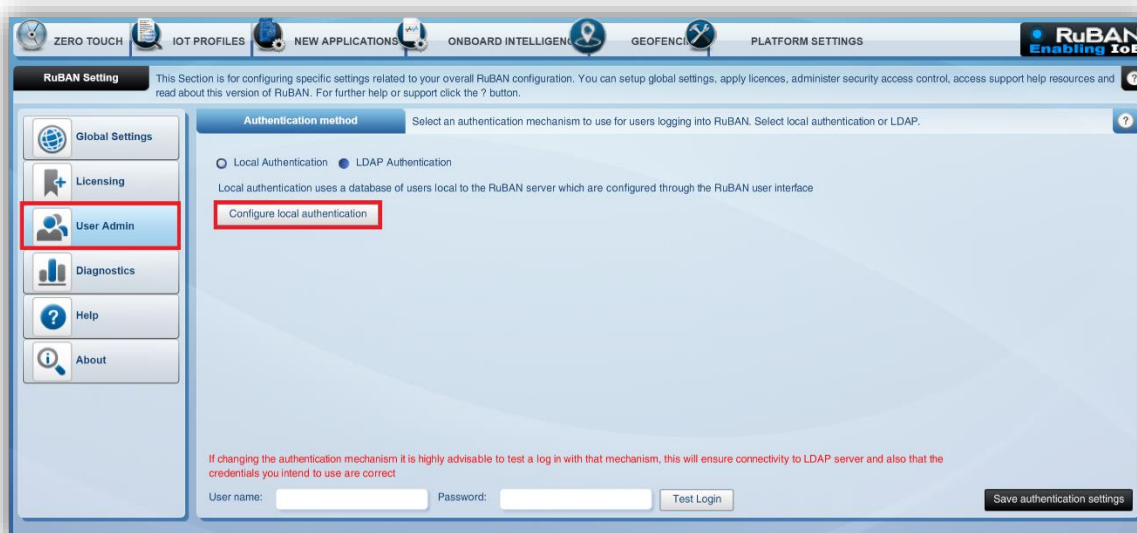 ZERO TOUCH IOT PROFILES NEW APPLICATIONS ONBOARD INTELLIGENC GEOFENCI PLATFORM SETTINGS
RuBAN
Enabling IoE
RuBAN Setting
This Section is for configuring specific settings related to your overall RuBAN configuration. You can setup global settings, apply licences, administer security access control, access support help resources and
read about this version of RuBAN. For further help or support click the ? button.
?
Global Settings
Licensing
User Admin
Diagnostics
? Help
i About
Authentication method
Select an authentication mechanism to use for users logging into RuBAN. Select local authentication or LDAP.
?
Local Authentication LDAP Authentication
Local authentication uses a database of users local to the RuBAN server which are configured through the RuBAN user interface
Configure local authentication
If changing the authentication mechanism it is highly advisable to test a log in with that mechanism, this will ensure connectivity to LDAP server and also that the
credentials you intend to use are correct
User name: Password: Test Login Save authentication settings